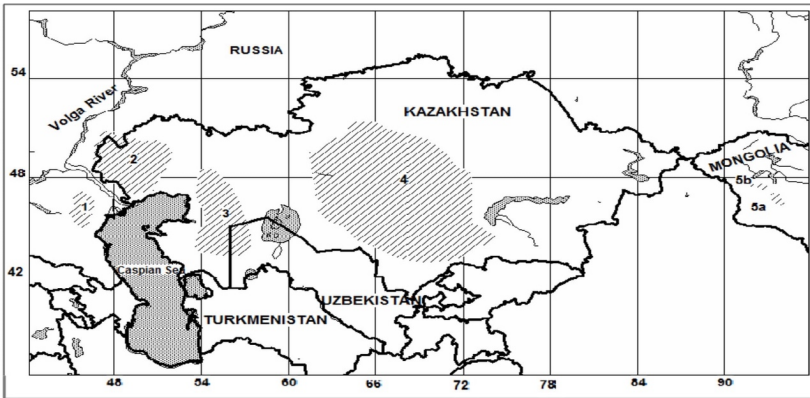 RUSSIA
54
Volga River
KAZAKHSTAN
MONGOLIA
2
48
4
5b
1
3
5a
42
Caspian Sea
UZBEKISTAN
TURKMENISTAN
48
54
60
66
72
78
84
90